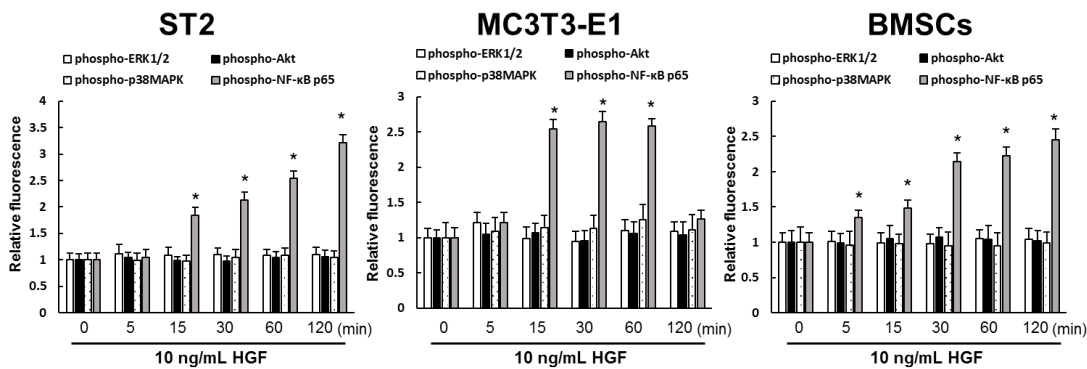 ST2
phospho-ERK1/2 phospho-Akt
phospho-p38MAPK phospho-NF-κB p65
Relative fluorescence
4
3.5
3
2.5
2
1.5
1
0.5
0
* * * *
0 5 15 30 60 120 (min)
10 ng/mL HGF
MC3T3-E1
phospho-ERK1/2 phospho-Akt
phospho-p38MAPK phospho-NF-κB p65
Relative fluorescence
3
2.5
2
1.5
1
0.5
0
* * *
0 5 15 30 60 120 (min)
10 ng/mL HGF
BMSCs
phospho-ERK1/2 phospho-Akt
phospho-p38MAPK phospho-NF-κB p65
Relative fluorescence
3
2.5
2
1.5
1
0.5
0
* * * * *
0 5 15 30 60 120 (min)
10 ng/mL HGF